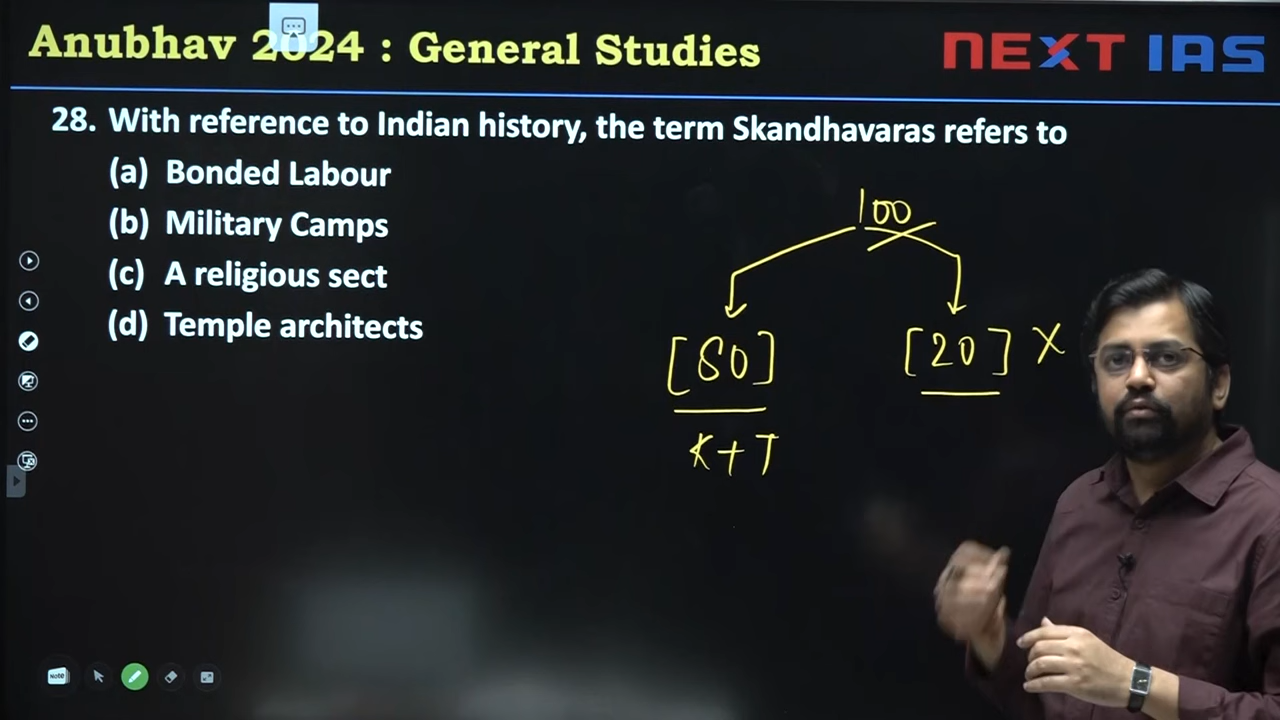 Anubhav 2024 : General Studies
NEXT IAS
28. With reference to Indian history, the term Skandhavaras refers to
(a) Bonded Labour
(b) Military Camps
(c) A religious sect
(d) Temple architects
100
[80]
[20] X
K+T
Note